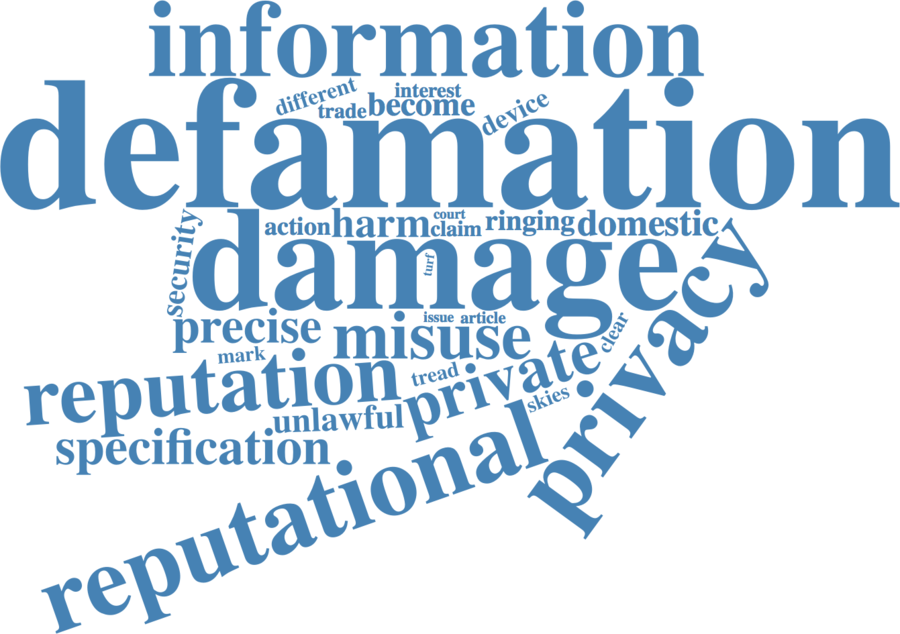 information
different
interest
trade
become
device
defamation
security
action
harm
court
claim
ringing
domestic
damage
turf
privacy
precise
misuse
issue
article
clear
mark
reputation
tread
private
skies
unlawful
specification
reputational